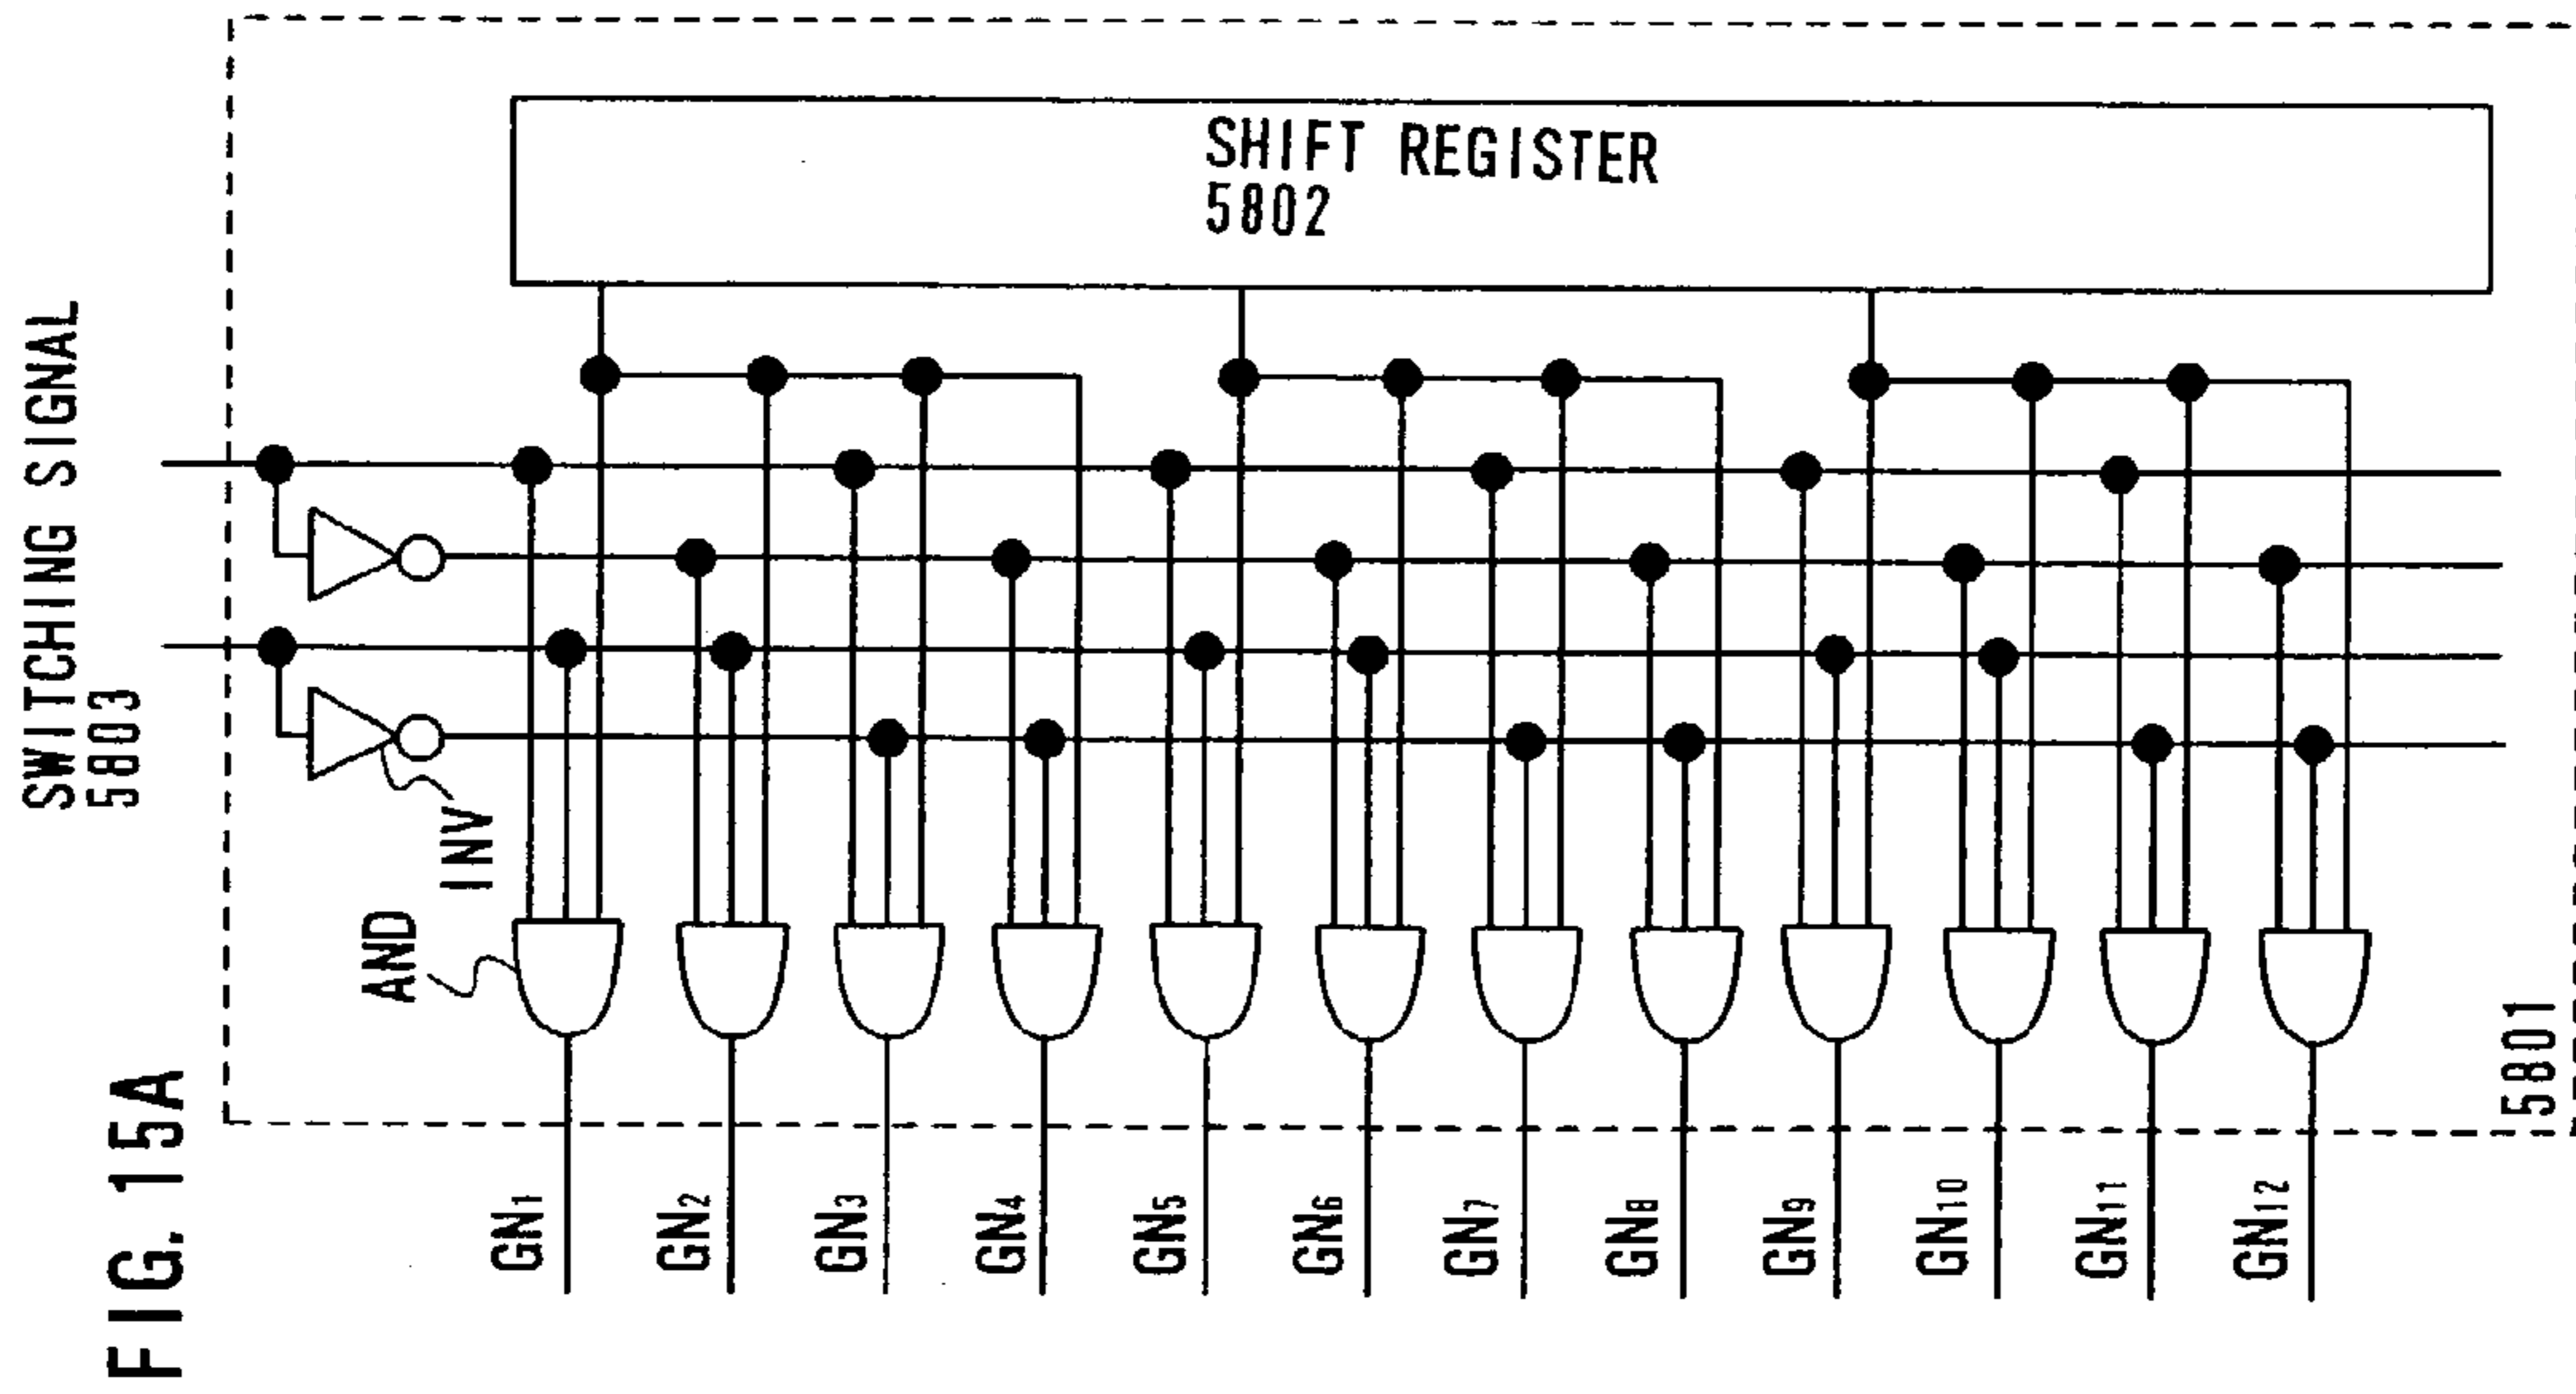 FIG. 15A
SHIFT REGISTER
5802
SWITCHING SIGNAL
5803
INV
AND
5801
GN1
GN2
GN3
GN4
GN5
GN6
GN7
GN8
GN9
GN10
GN11
GN12